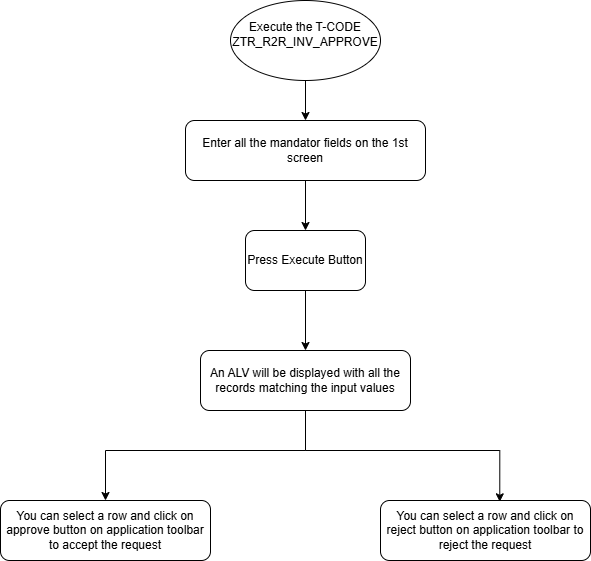 Execute the T-CODE
ZTR_R2R_INV_APPROVE
Enter all the mandator fields on the 1st
screen
Press Execute Button
An ALV will be displayed with all the
records matching the input values
You can select a row and click on
approve button on application toolbar
to accept the request
You can select a row and click on
reject button on application toolbar to
reject the request